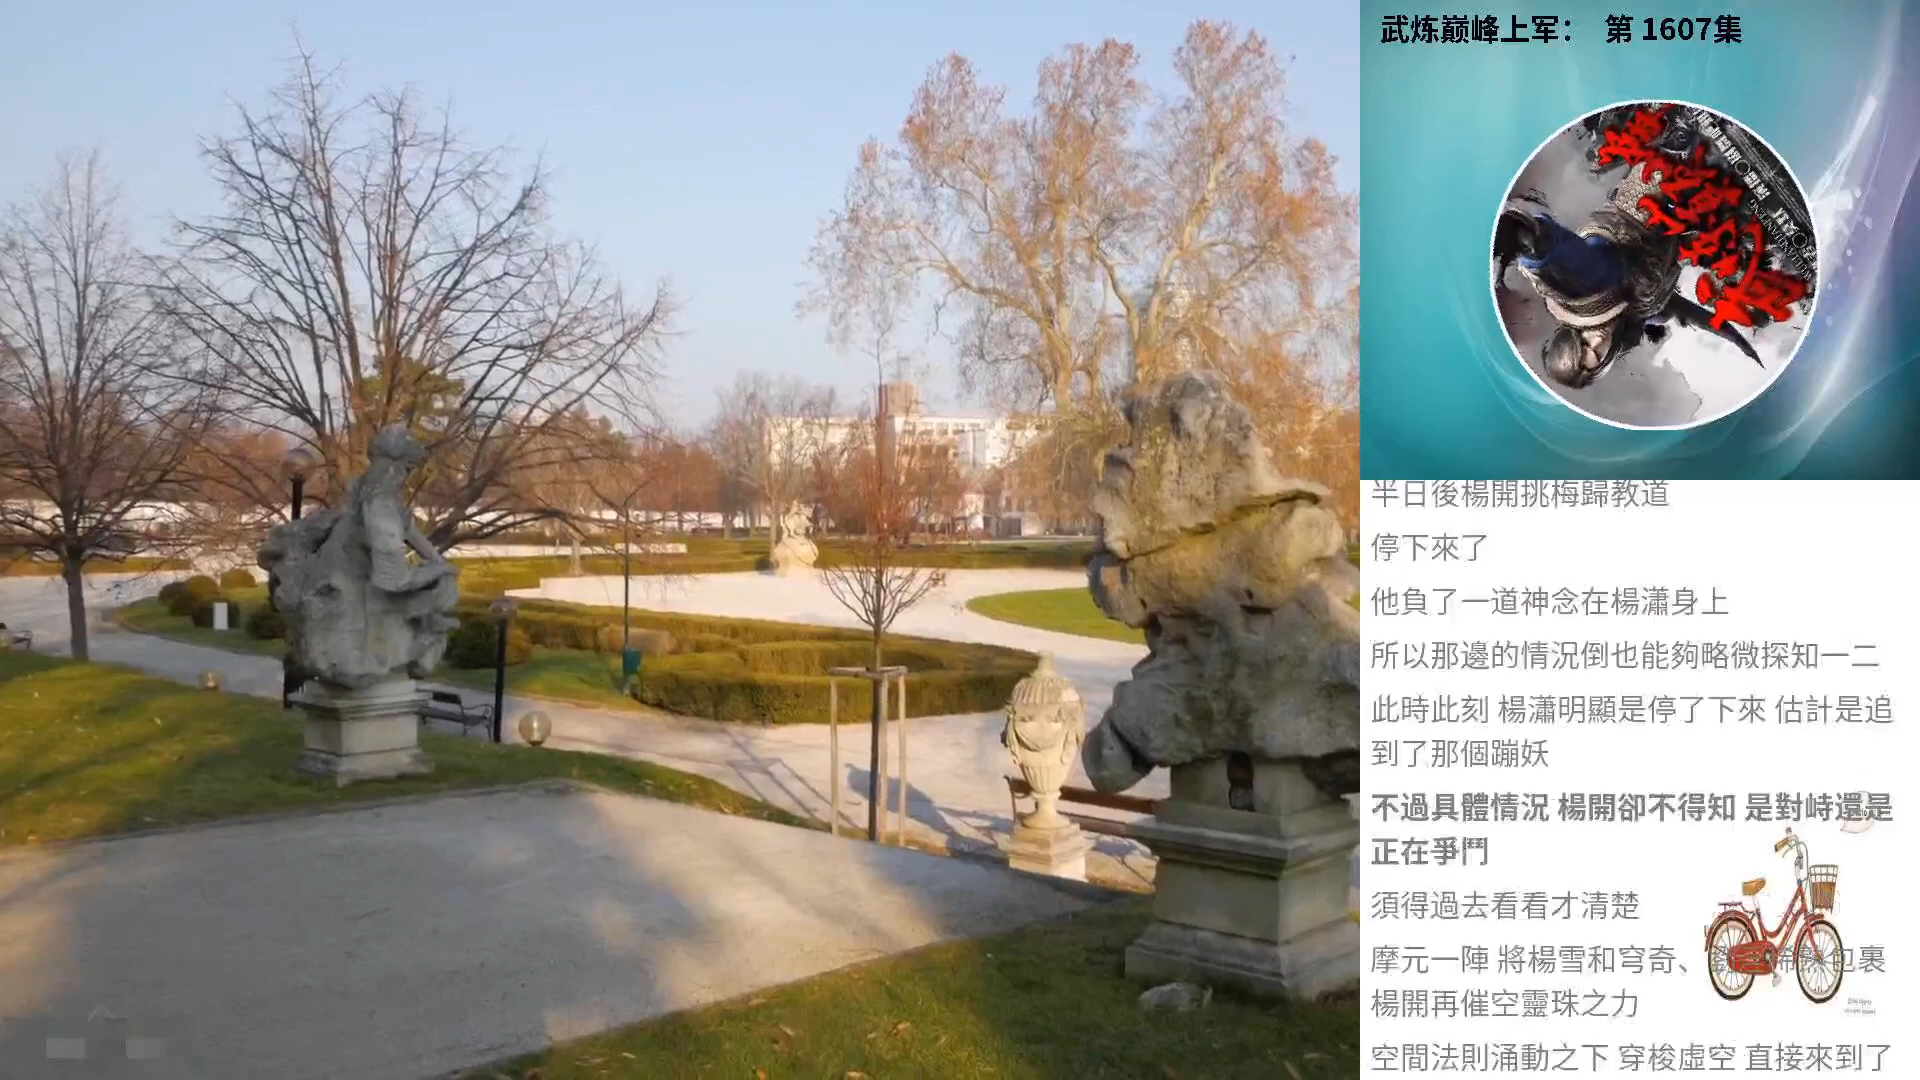 武炼巅峰上军： 第 1607集
半日後楊開挑梅歸教道
停下來了
他負了一道神念在楊瀟身上
所以那邊的情況倒也能夠略微探知一二
此時此刻 楊瀟明顯是停了下來 估計是追
到了那個蹦妖
不過具體情況 楊開卻不得知 是對峙還是
正在爭鬥
須得過去看看才清楚
摩元一陣 將楊雪和穹奇、
包裹
楊開再催空靈珠之力
空間法則涌動之下 穿梭虛空 直接來到了